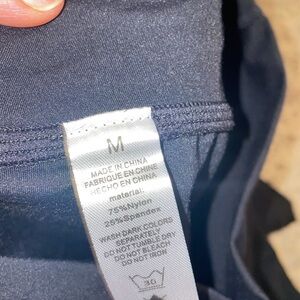 M
MADE IN CHINA
FABRIQUE EN CHINE
HECHO EN CHINA
material:
75%Nylon
25%Spandex
WASH DARK COLORS
SEPARATELY
DO NOT TUMBLE DRY
DO NOT BLEACH
DO NOT IRON
30